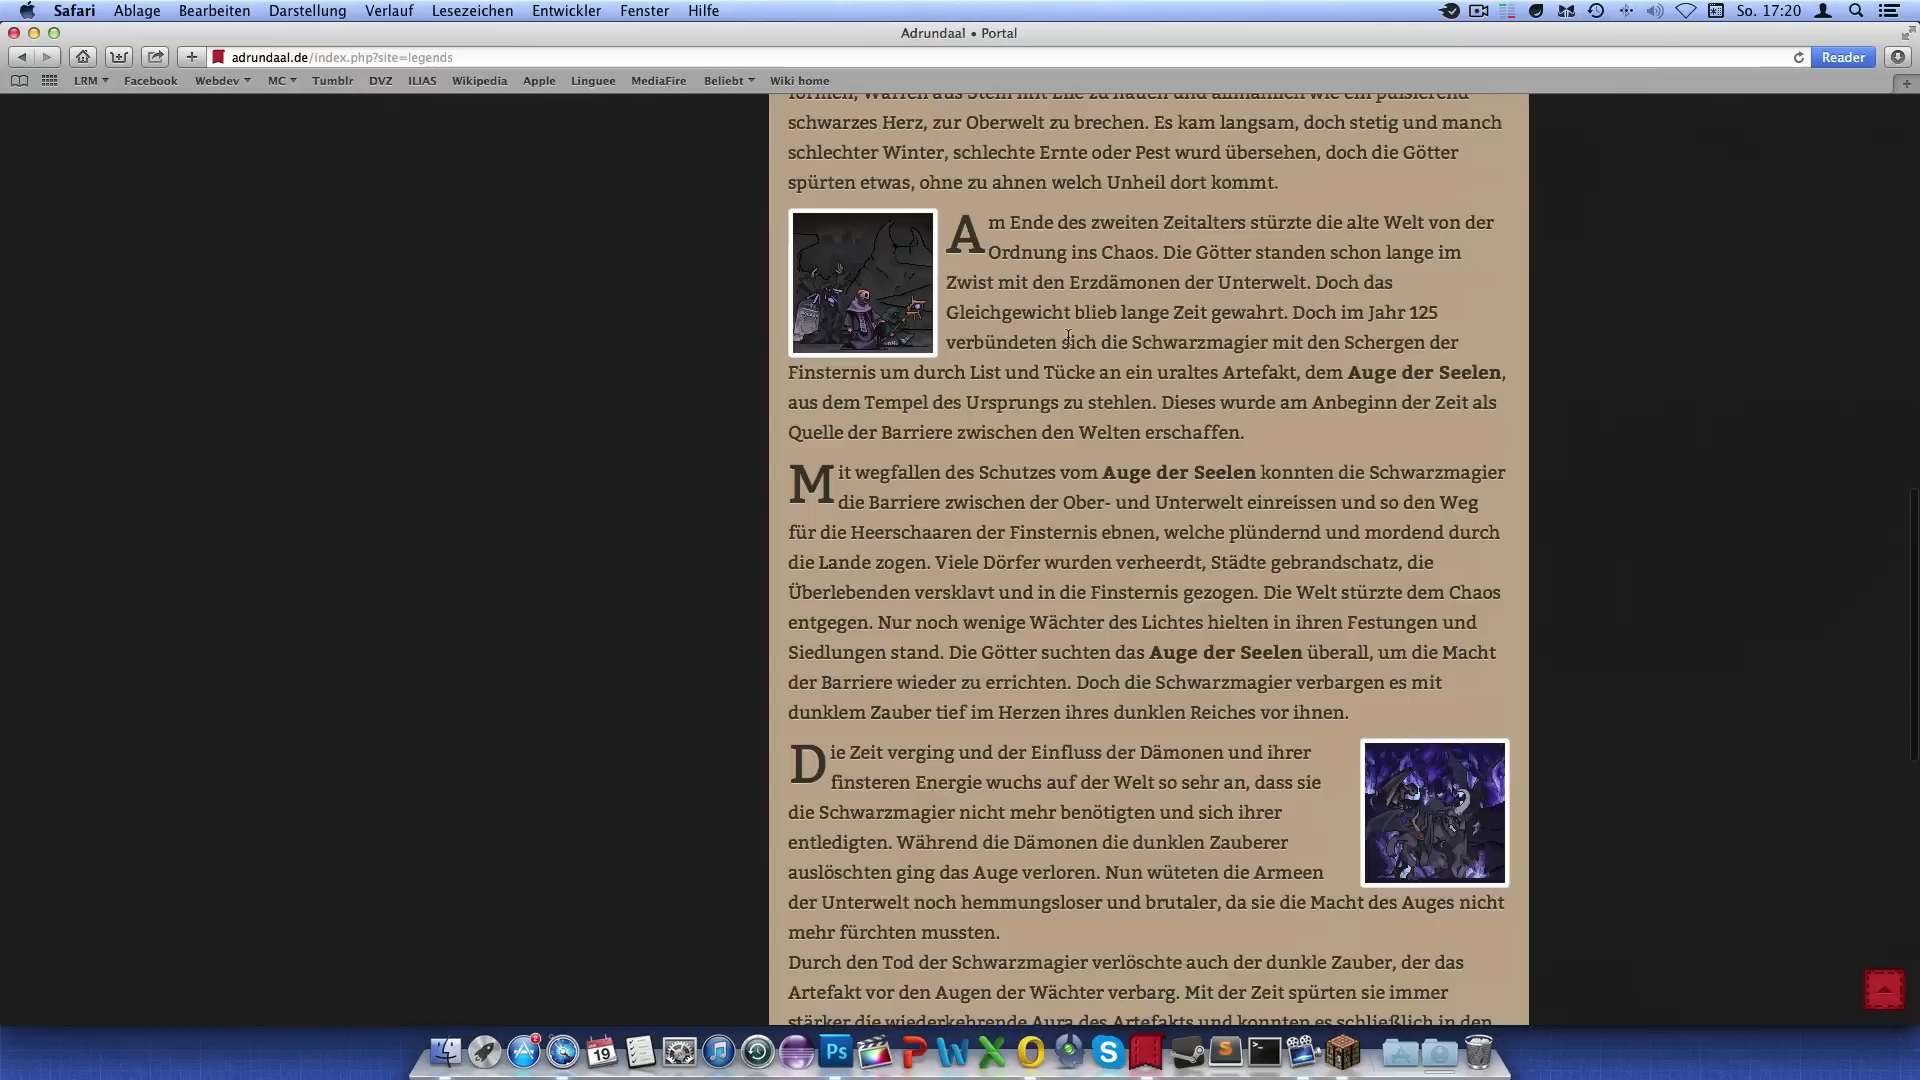 Safari Ablage Bearbeiten Darstellung Verlauf Lesezeichen Entwickler Fenster Hilfe So. 17:20
Adrundaal • Portal
adrundaal.de/index.php?site=legends Reader
LRM Facebook Webdev MC Tumblr DVZ ILIAS Wikipedia Apple Linguee MediaFire Beliebt Wiki home
schwarzes Herz, zur Oberwelt zu brechen. Es kam langsam, doch stetig und manch
schlechter Winter, schlechte Ernte oder Pest wurd übersehen, doch die Götter
spürten etwas, ohne zu ahnen welch Unheil dort kommt.
Am Ende des zweiten Zeitalters stürzte die alte Welt von der
Ordnung ins Chaos. Die Götter standen schon lange im
Zwist mit den Erzdämonen der Unterwelt. Doch das
Gleichgewicht blieb lange Zeit gewahrt. Doch im Jahr 125
verbündeten sich die Schwarzmagier mit den Schergen der
Finsternis um durch List und Tücke an ein uraltes Artefakt, dem Auge der Seelen,
aus dem Tempel des Ursprungs zu stehlen. Dieses wurde am Anbeginn der Zeit als
Quelle der Barriere zwischen den Welten erschaffen.
Mit wegfallen des Schutzes vom Auge der Seelen konnten die Schwarzmagier
die Barriere zwischen der Ober- und Unterwelt einreissen und so den Weg
für die Heerschaaren der Finsternis ebnen, welche plündernd und mordend durch
die Lande zogen. Viele Dörfer wurden verheerdt, Städte gebrandschatz, die
Überlebenden versklavt und in die Finsternis gezogen. Die Welt stürzte dem Chaos
entgegen. Nur noch wenige Wächter des Lichtes hielten in ihren Festungen und
Siedlungen stand. Die Götter suchten das Auge der Seelen überall, um die Macht
der Barriere wieder zu errichten. Doch die Schwarzmagier verbargen es mit
dunklem Zauber tief im Herzen ihres dunklen Reiches vor ihnen.
Die Zeit verging und der Einfluss der Dämonen und ihrer
finsteren Energie wuchs auf der Welt so sehr an, dass sie
die Schwarzmagier nicht mehr benötigten und sich ihrer
entledigten. Während die Dämonen die dunklen Zauberer
auslöschten ging das Auge verloren. Nun wüteten die Armeen
der Unterwelt noch hemmungsloser und brutaler, da sie die Macht des Auges nicht
mehr fürchten mussten.
Durch den Tod der Schwarzmagier verlöschte auch der dunkle Zauber, der das
Artefakt vor den Augen der Wächter verbarg. Mit der Zeit spürten sie immer
stärker die wiederkehrende Aura des Artefakts und konnten es schließlich in den